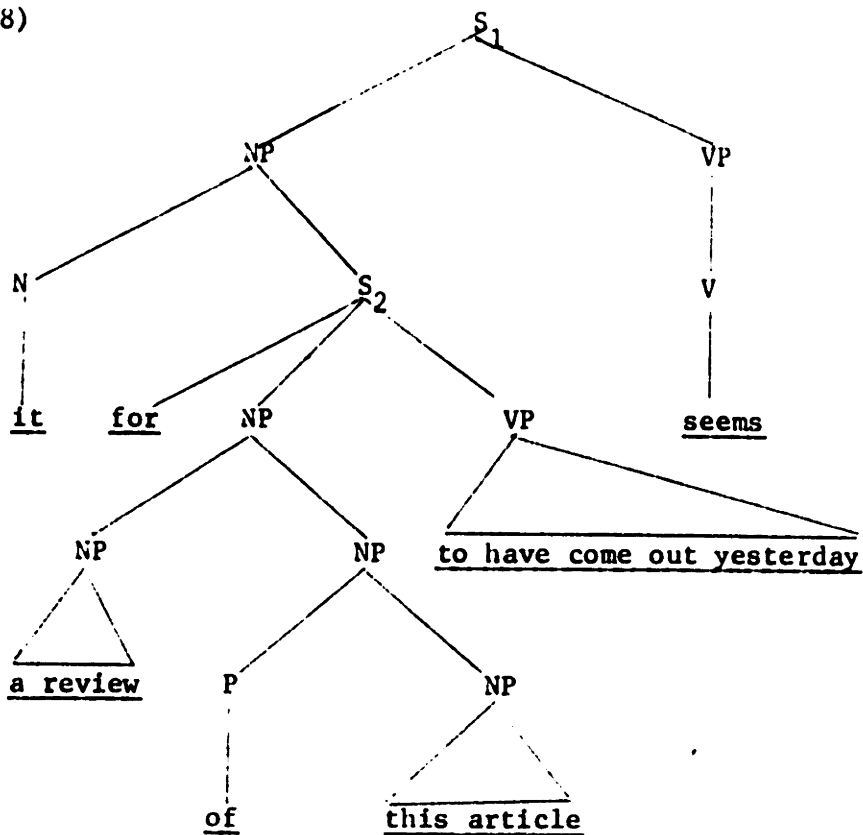 8)
S1
NP VP
N S2 V
it for NP VP seems
NP NP to have come out yesterday
a review P NP
of this article